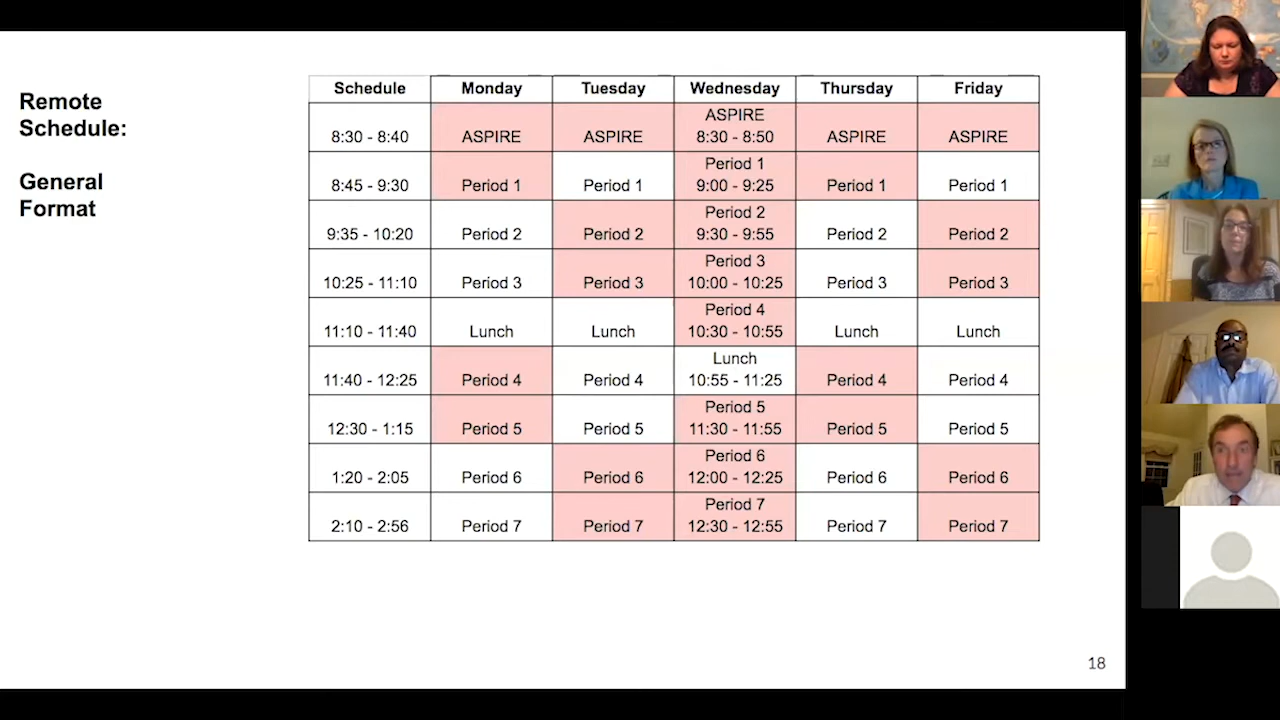 Remote
Schedule:
General
Format
Schedule Monday Tuesday Wednesday Thursday Friday
ASPIRE
8:30 - 8:40 ASPIRE ASPIRE 8:30 - 8:50 ASPIRE ASPIRE
Period 1
8:45 - 9:30 Period 1 Period 1 9:00 - 9:25 Period 1 Period 1
Period 2
9:35 - 10:20 Period 2 Period 2 9:30 - 9:55 Period 2 Period 2
Period 3
10:25 - 11:10 Period 3 Period 3 10:00 - 10:25 Period 3 Period 3
Period 4
11:10 - 11:40 Lunch Lunch 10:30 - 10:55 Lunch Lunch
Lunch
11:40 - 12:25 Period 4 Period 4 10:55 - 11:25 Period 4 Period 4
Period 5
12:30 - 1:15 Period 5 Period 5 11:30 - 11:55 Period 5 Period 5
Period 6
1:20 - 2:05 Period 6 Period 6 12:00 - 12:25 Period 6 Period 6
Period 7
2:10 - 2:56 Period 7 Period 7 12:30 - 12:55 Period 7 Period 7
18